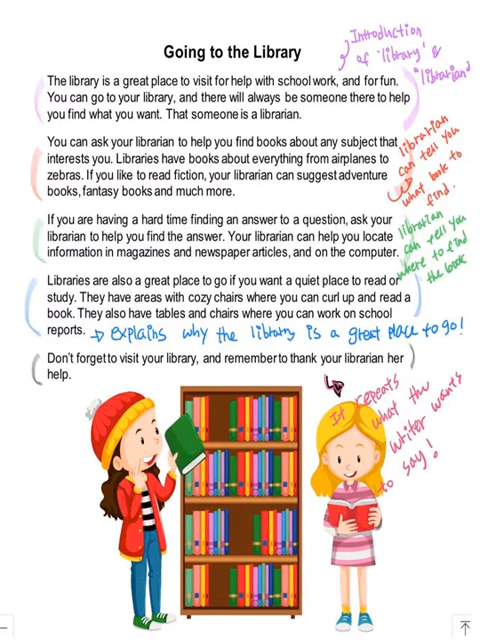 Introduction
of 'library' &
'librarian'
Going to the Library
The library is a great place to visit for help with school work, and for fun.
You can go to your library, and there will always be someone there to help
you find what you want. That someone is a librarian.
You can ask your librarian to help you find books about any subject that
interests you. Libraries have books about everything from airplanes to
zebras. If you like to read fiction, your librarian can suggest adventure
books, fantasy books and much more.
librarian
can tell you
what book to
find.
If you are having a hard time finding an answer to a question, ask your
librarian to help you find the answer. Your librarian can help you locate
information in magazines and newspaper articles, and on the computer.
librarian
can tell you
where to find
the book
Libraries are also a great place to go if you want a quiet place to read or
study. They have areas with cozy chairs where you can curl up and read a
book. They also have tables and chairs where you can work on school
reports. → explains why the library is a great place to go!
Don't forget to visit your library, and remember to thank your librarian her
help.
It repeats
what the
writer wants
to say!